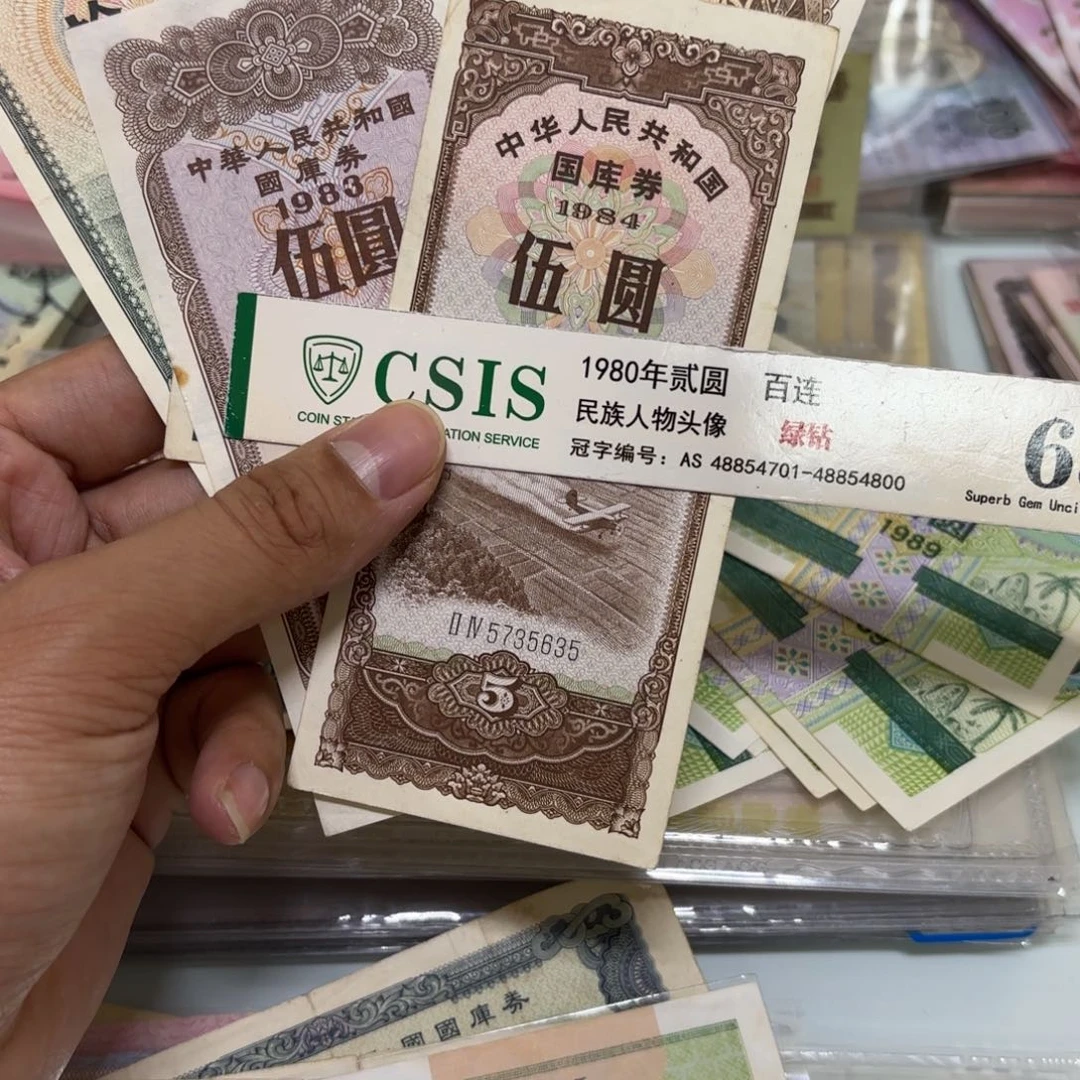 中華人民共和國
國庫券
1983
伍圓
中华人民共和国
国库券
1984
伍圆
CSIS
COIN
ATION SERVICE
1980年贰圆
百连
民族人物头像
绿钻
冠字编号：AS 48854701-48854800
6
Superb Gem
ⅡⅣ5735635
5
1989
國國庫券